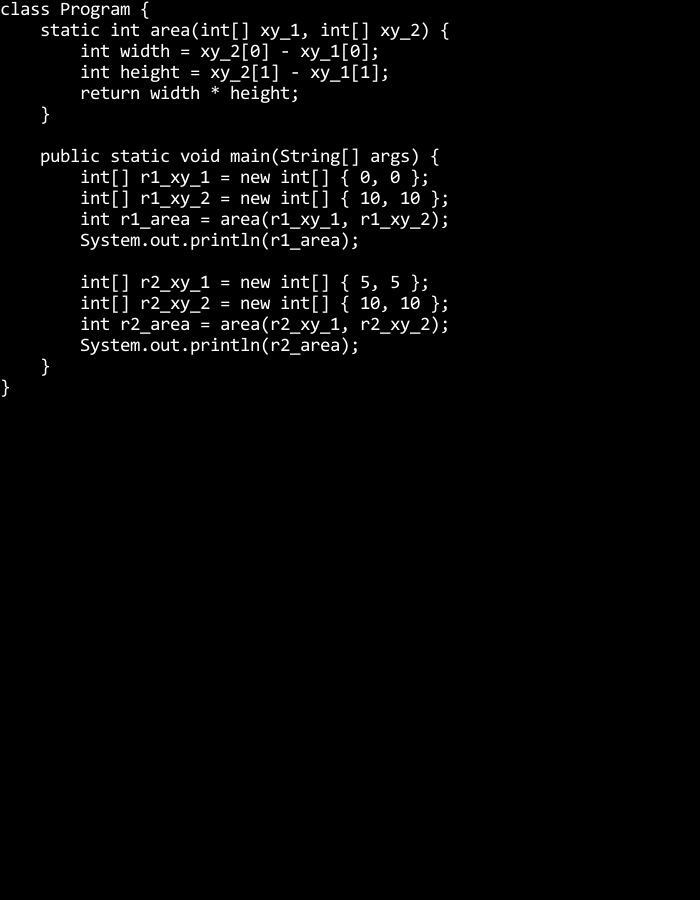 class Program {
    static int area(int[] xy_1, int[] xy_2) {
        int width = xy_2[0] - xy_1[0];
        int height = xy_2[1] - xy_1[1];
        return width * height;
    }

    public static void main(String[] args) {
        int[] r1_xy_1 = new int[] { 0, 0 };
        int[] r1_xy_2 = new int[] { 10, 10 };
        int r1_area = area(r1_xy_1, r1_xy_2);
        System.out.println(r1_area);

        int[] r2_xy_1 = new int[] { 5, 5 };
        int[] r2_xy_2 = new int[] { 10, 10 };
        int r2_area = area(r2_xy_1, r2_xy_2);
        System.out.println(r2_area);
    }
}